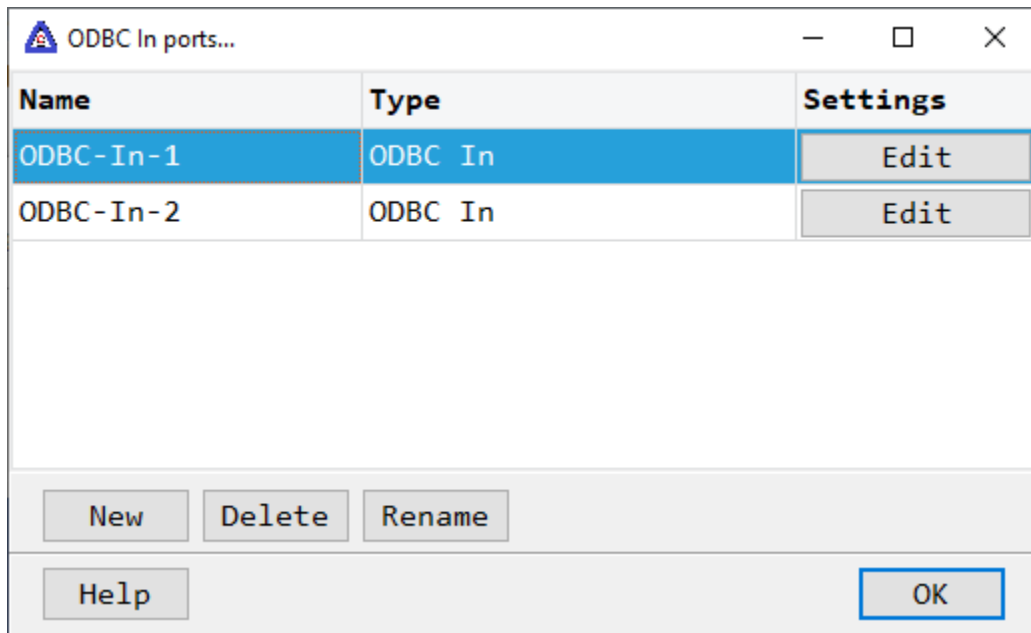 ODBC In ports...
Name Type Settings
ODBC-In-1 ODBC In Edit
ODBC-In-2 ODBC In Edit
New Delete Rename
Help OK